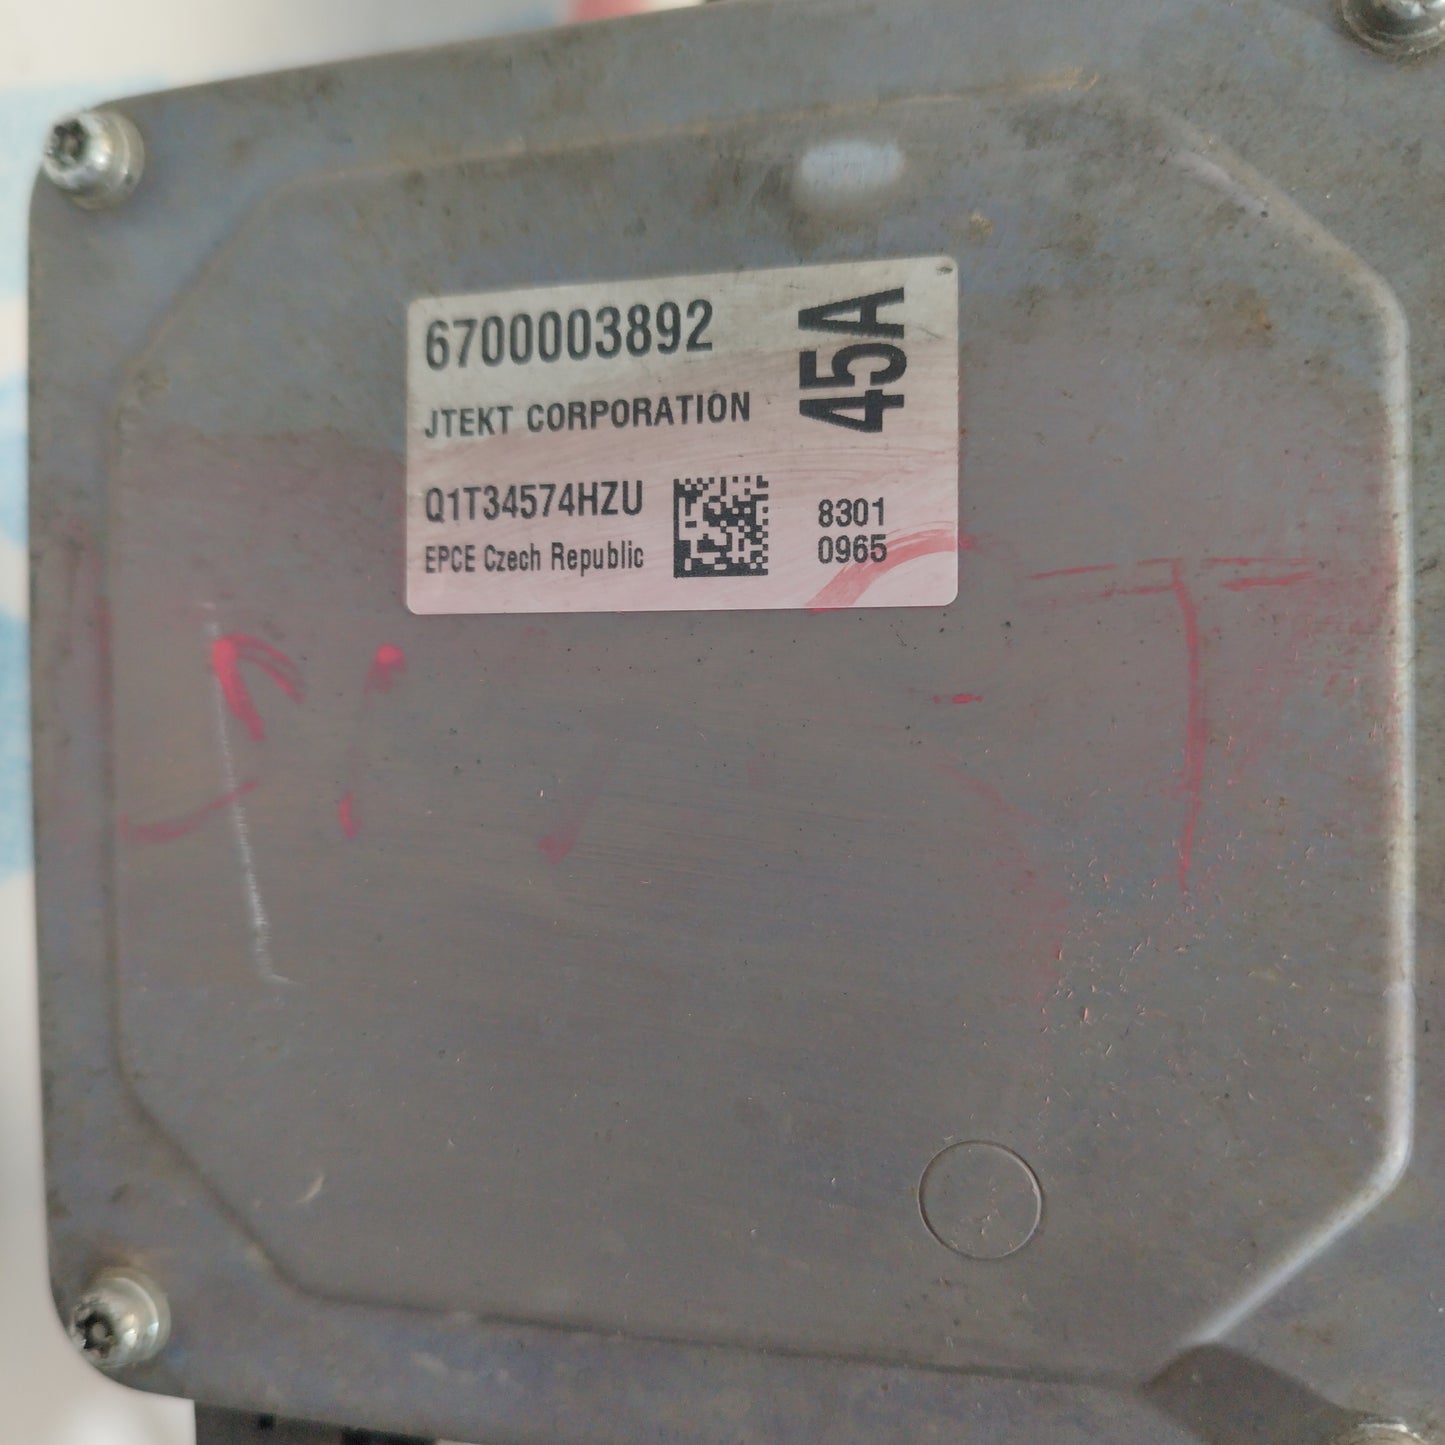 6700003892
45A
JTEKT CORPORATION
Q1T34574HZU
8301
EPCE Czech Republic
0965